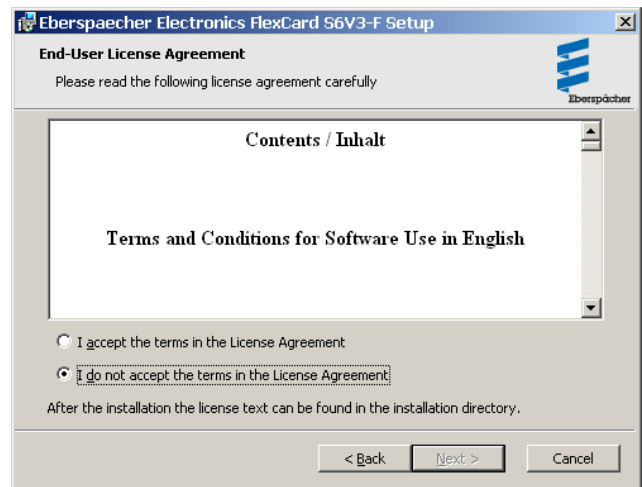 Eberspaecher Electronics FlexCard S6V3-F Setup
End-User License Agreement
Please read the following license agreement carefully
Eberspächer
Contents / Inhalt
Terms and Conditions for Software Use in English
I accept the terms in the License Agreement
I do not accept the terms in the License Agreement
After the installation the license text can be found in the installation directory.
< Back
Next >
Cancel